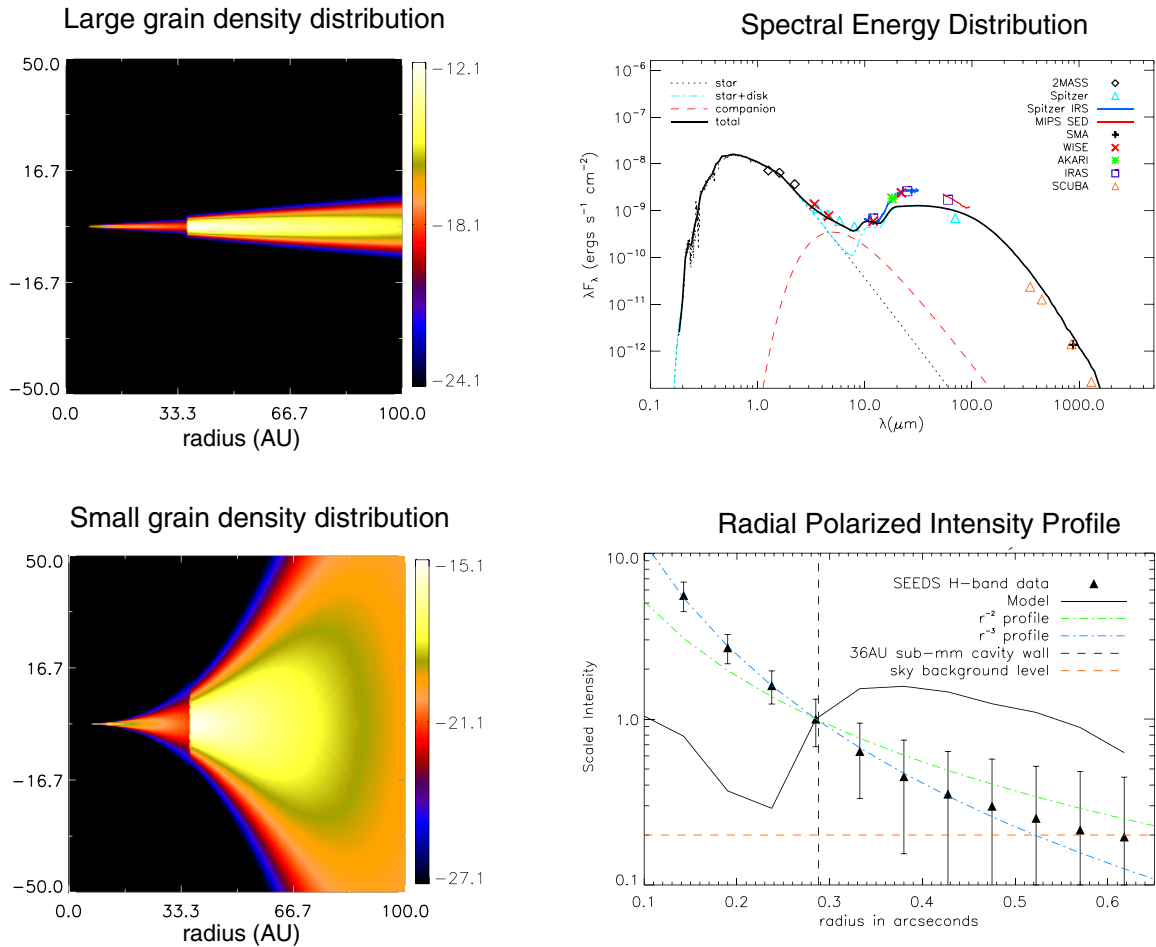 Large grain density distribution
50.0
16.7
−16.7
−50.0
0.0 33.3 66.7 100.0
radius (AU)
−12.1
−18.1
−24.1
Spectral Energy Distribution
10⁻⁶
10⁻⁷
10⁻⁸
10⁻⁹
10⁻¹⁰
10⁻¹¹
10⁻¹²
λFλ (ergs s⁻¹ cm⁻²)
star
star+disk
companion
total
2MASS
Spitzer
Spitzer IRS
MIPS SED
SMA
WISE
AKARI
IRAS
SCUBA
0.1 1.0 10.0 100.0 1000.0
λ(μm)
Small grain density distribution
50.0
16.7
−16.7
−50.0
0.0 33.3 66.7 100.0
radius (AU)
−15.1
−21.1
−27.1
Radial Polarized Intensity Profile
10.0
1.0
0.1
Scaled Intensity
SEEDS H−band data
Model
r⁻² profile
r⁻³ profile
36AU sub−mm cavity wall
sky background level
0.1 0.2 0.3 0.4 0.5 0.6
radius in arcseconds